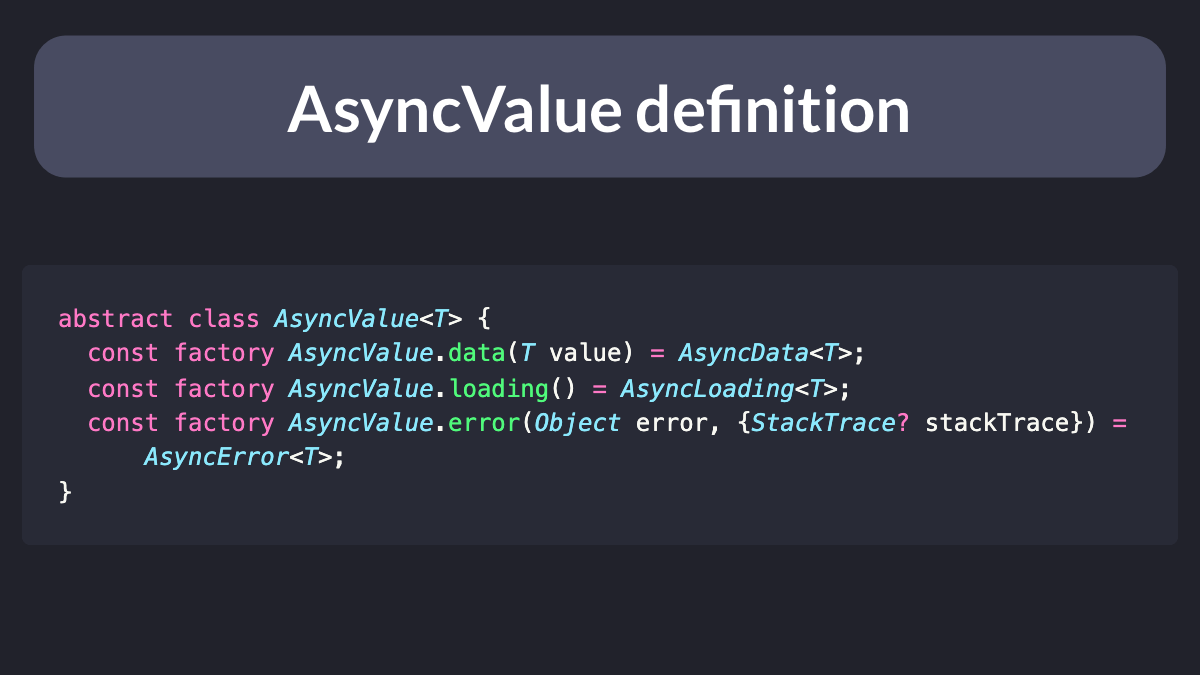 AsyncValue definition
abstract class AsyncValue<T> {
  const factory AsyncValue.data(T value) = AsyncData<T>;
  const factory AsyncValue.loading() = AsyncLoading<T>;
  const factory AsyncValue.error(Object error, {StackTrace? stackTrace}) =
      AsyncError<T>;
}